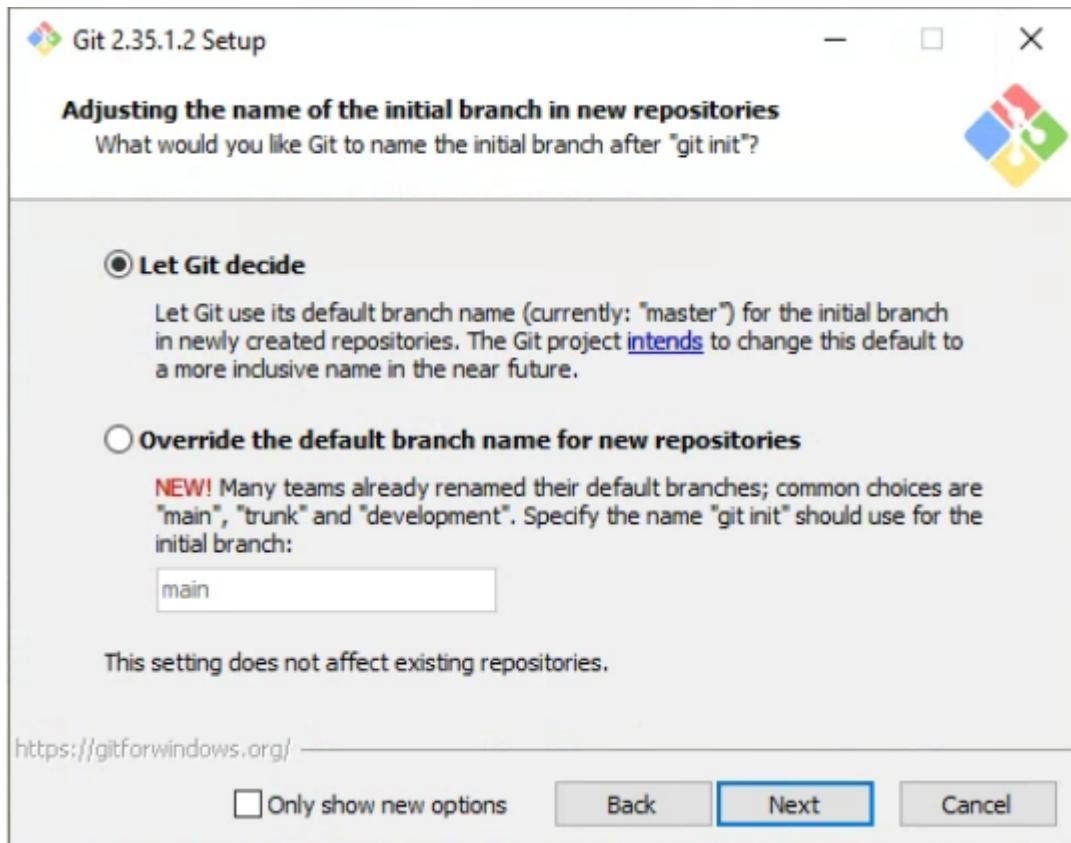 Git 2.35.1.2 Setup
Adjusting the name of the initial branch in new repositories
What would you like Git to name the initial branch after "git init"?
Let Git decide
Let Git use its default branch name (currently: "master") for the initial branch
in newly created repositories. The Git project intends to change this default to
a more inclusive name in the near future.
Override the default branch name for new repositories
NEW! Many teams already renamed their default branches; common choices are
"main", "trunk" and "development". Specify the name "git init" should use for the
initial branch:
main
This setting does not affect existing repositories.
https://gitforwindows.org/
Only show new options Back Next Cancel